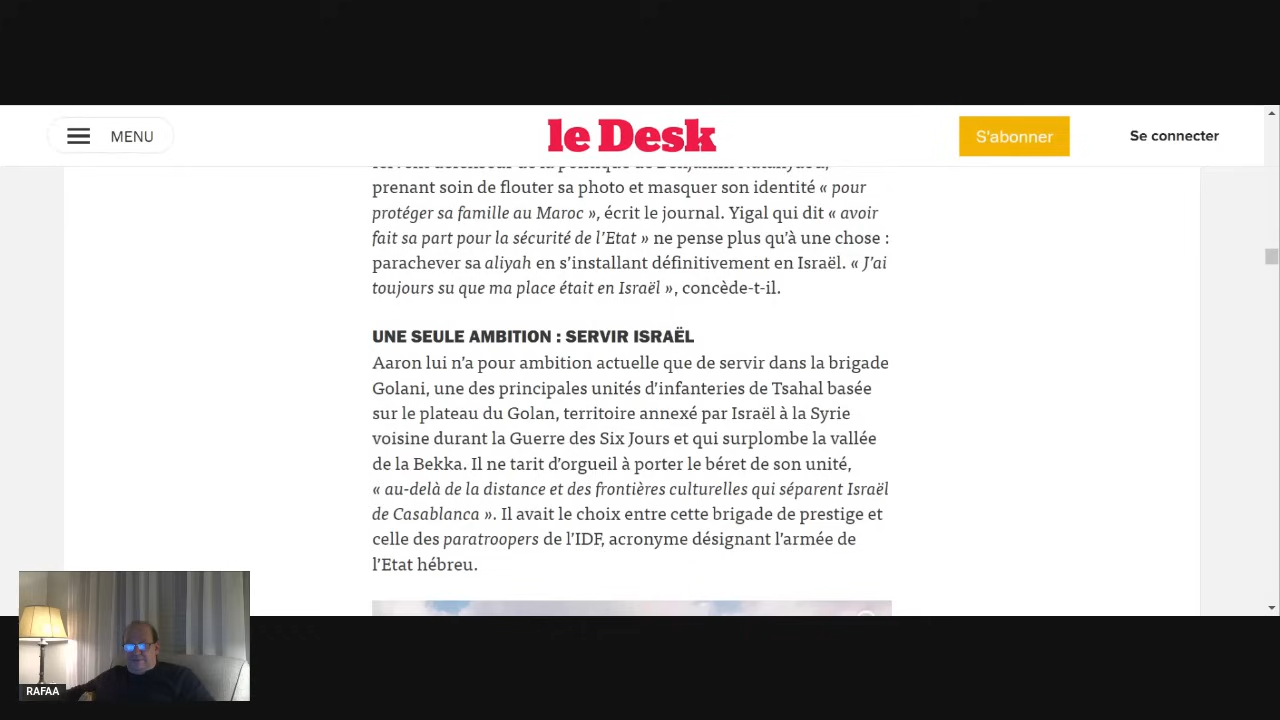 MENU
le Desk
S'abonner
Se connecter
prenant soin de flouter sa photo et masquer son identité « pour
protéger sa famille au Maroc », écrit le journal. Yigal qui dit « avoir
fait sa part pour la sécurité de l’Etat » ne pense plus qu’à une chose :
parachever sa aliyah en s’installant définitivement en Israël. « J’ai
toujours su que ma place était en Israël », concède-t-il.
UNE SEULE AMBITION : SERVIR ISRAËL
Aaron lui n’a pour ambition actuelle que de servir dans la brigade
Golani, une des principales unités d’infanteries de Tsahal basée
sur le plateau du Golan, territoire annexé par Israël à la Syrie
voisine durant la Guerre des Six Jours et qui surplombe la vallée
de la Bekka. Il ne tarit d’orgueil à porter le béret de son unité,
« au-delà de la distance et des frontières culturelles qui séparent Israël
de Casablanca ». Il avait le choix entre cette brigade de prestige et
celle des paratroopers de l’IDF, acronyme désignant l’armée de
l’Etat hébreu.
RAFAA